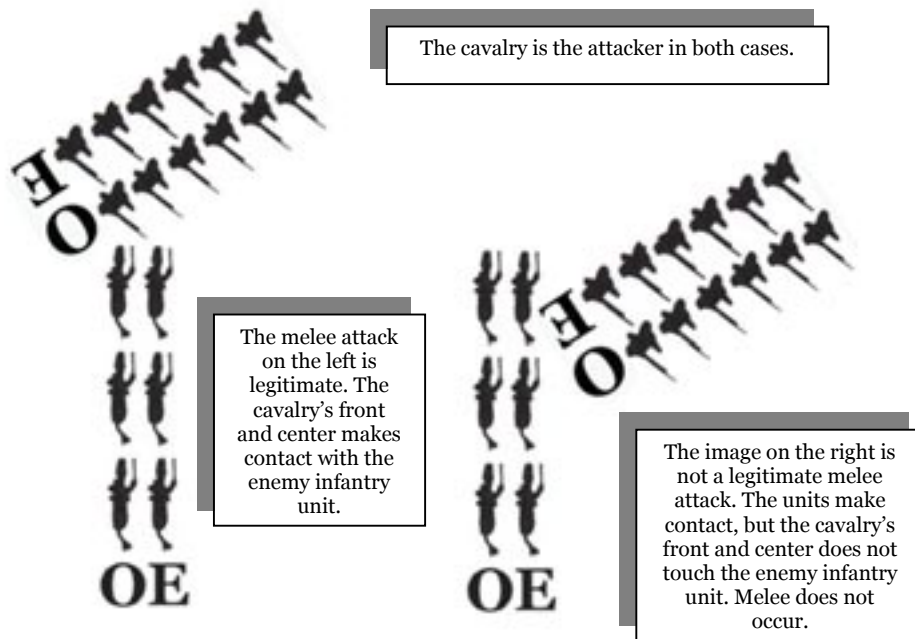 The cavalry is the attacker in both cases.
E
O
The melee attack
on the left is
legitimate. The
cavalry’s front
and center makes
contact with the
enemy infantry
unit.
OE
E
O
OE
The image on the right is
not a legitimate melee
attack. The units make
contact, but the cavalry’s
front and center does not
touch the enemy infantry
unit. Melee does not
occur.